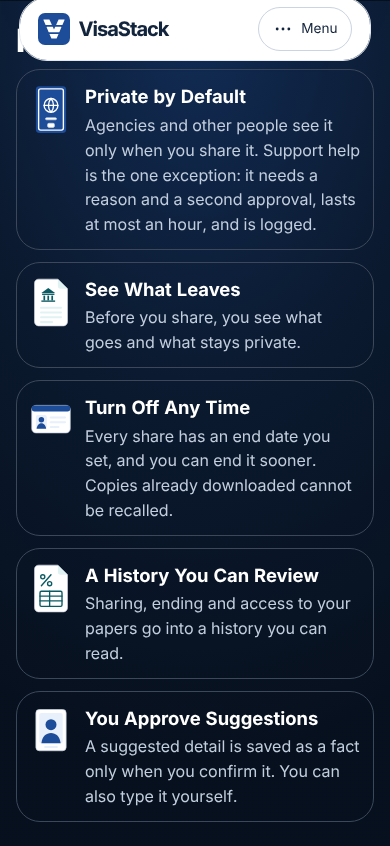 VisaStack
Menu
Private by Default
Agencies and other people see it
only when you share it. Support help
is the one exception: it needs a
reason and a second approval, lasts
at most an hour, and is logged.
See What Leaves
Before you share, you see what
goes and what stays private.
Turn Off Any Time
Every share has an end date you
set, and you can end it sooner.
Copies already downloaded cannot
be recalled.
A History You Can Review
Sharing, ending and access to your
papers go into a history you can
read.
You Approve Suggestions
A suggested detail is saved as a fact
only when you confirm it. You can
also type it yourself.